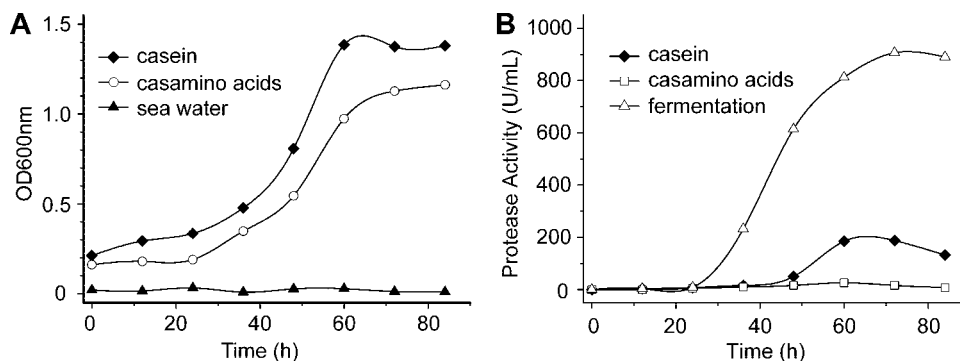 A
1.5
1.0
0.5
0
OD600nm
casein
casamino acids
sea water
0
20
40
60
80
Time (h)
B
1000
800
600
400
200
0
Protease Activity (U/mL)
casein
casamino acids
fermentation
0
20
40
60
80
Time (h)